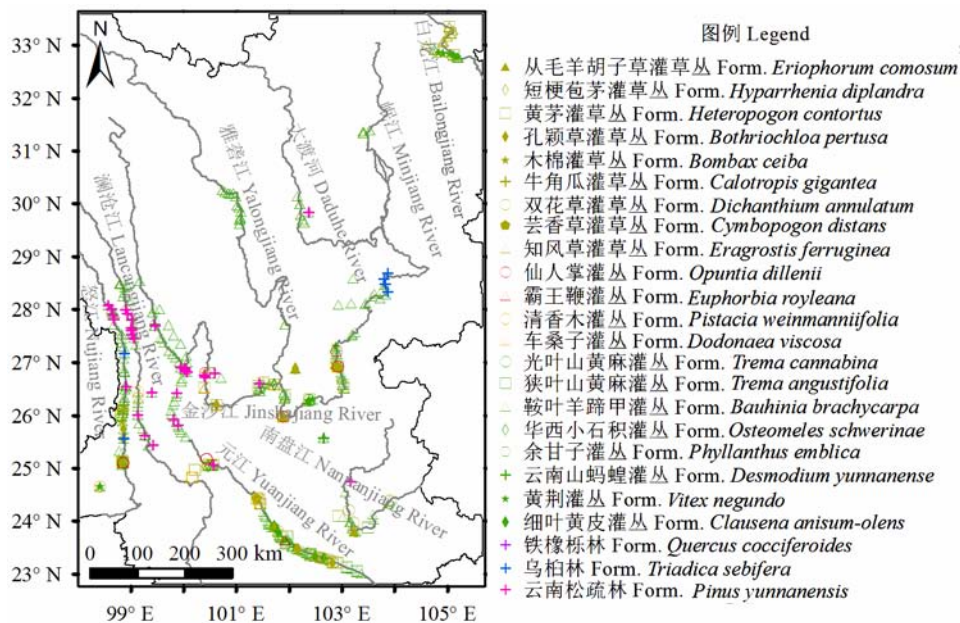 33° N
32° N
31° N
30° N
29° N
28° N
27° N
26° N
25° N
24° N
23° N
99° E
101° E
103° E
105° E
N
0 100 200 300 km
白龙江 Bailongjiang River
岷江 Minjiang River
大渡河 Daduhe River
雅砻江 Yalongjiang River
澜沧江 Lancangjiang River
怒江 Nujiang River
金沙江 Jinshajiang River
元江 Yuanjiang River
南盘江 Nanpanjiang River
图例 Legend
从毛羊胡子草灌草丛 Form. Eriophorum comosum
短梗苞茅灌草丛 Form. Hyparrhenia diplandra
黄茅灌草丛 Form. Heteropogon contortus
孔颖草灌草丛 Form. Bothriochloa pertusa
木棉灌草丛 Form. Bombax ceiba
牛角瓜灌草丛 Form. Calotropis gigantea
双花草灌草丛 Form. Dichanthium annulatum
芸香草灌草丛 Form. Cymbopogon distans
知风草灌草丛 Form. Eragrostis ferruginea
仙人掌灌丛 Form. Opuntia dillenii
霸王鞭灌丛 Form. Euphorbia royleana
清香木灌丛 Form. Pistacia weinmanniifolia
车桑子灌丛 Form. Dodonaea viscosa
光叶山黄麻灌丛 Form. Trema cannabina
狭叶山黄麻灌丛 Form. Trema angustifolia
鞍叶羊蹄甲灌丛 Form. Bauhinia brachycarpa
华西小石积灌丛 Form. Osteomeles schwerinae
余甘子灌丛 Form. Phyllanthus emblica
云南山蚂蝗灌丛 Form. Desmodium yunnanense
黄荆灌丛 Form. Vitex negundo
细叶黄皮灌丛 Form. Clausena anisum-olens
铁橡栎林 Form. Quercus cocciferoides
乌桕林 Form. Triadica sebifera
云南松疏林 Form. Pinus yunnanensis